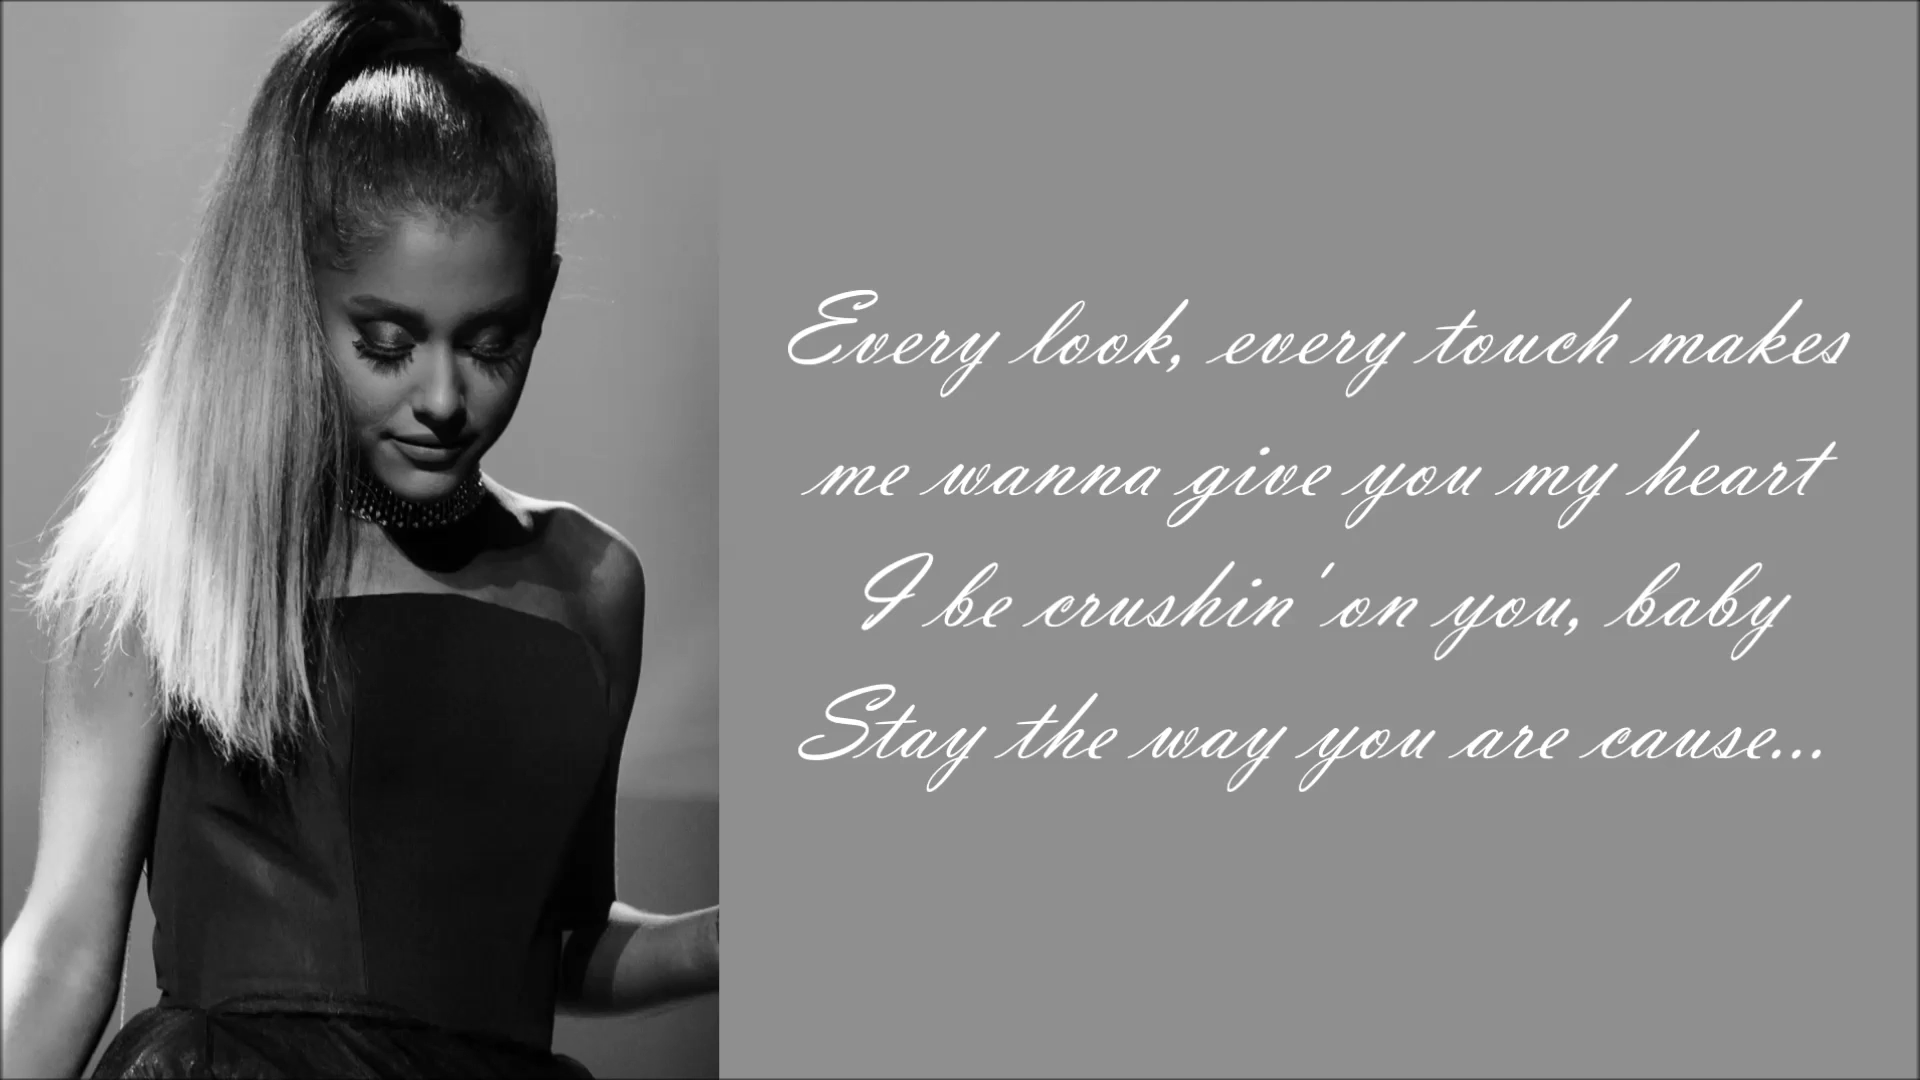 Every look, every touch makes
me wanna give you my heart
I be crushin' on you, baby
Stay the way you are cause...